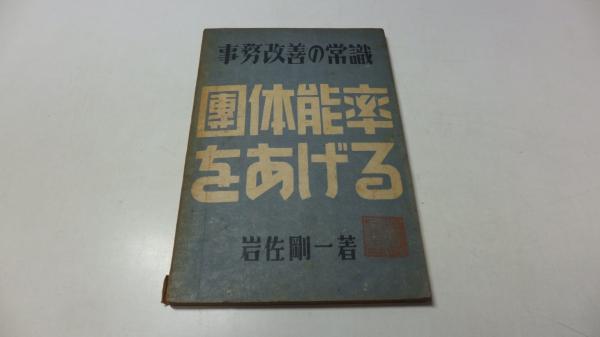 事務改善の常識
團体能率
をあげる
岩佐剛一著